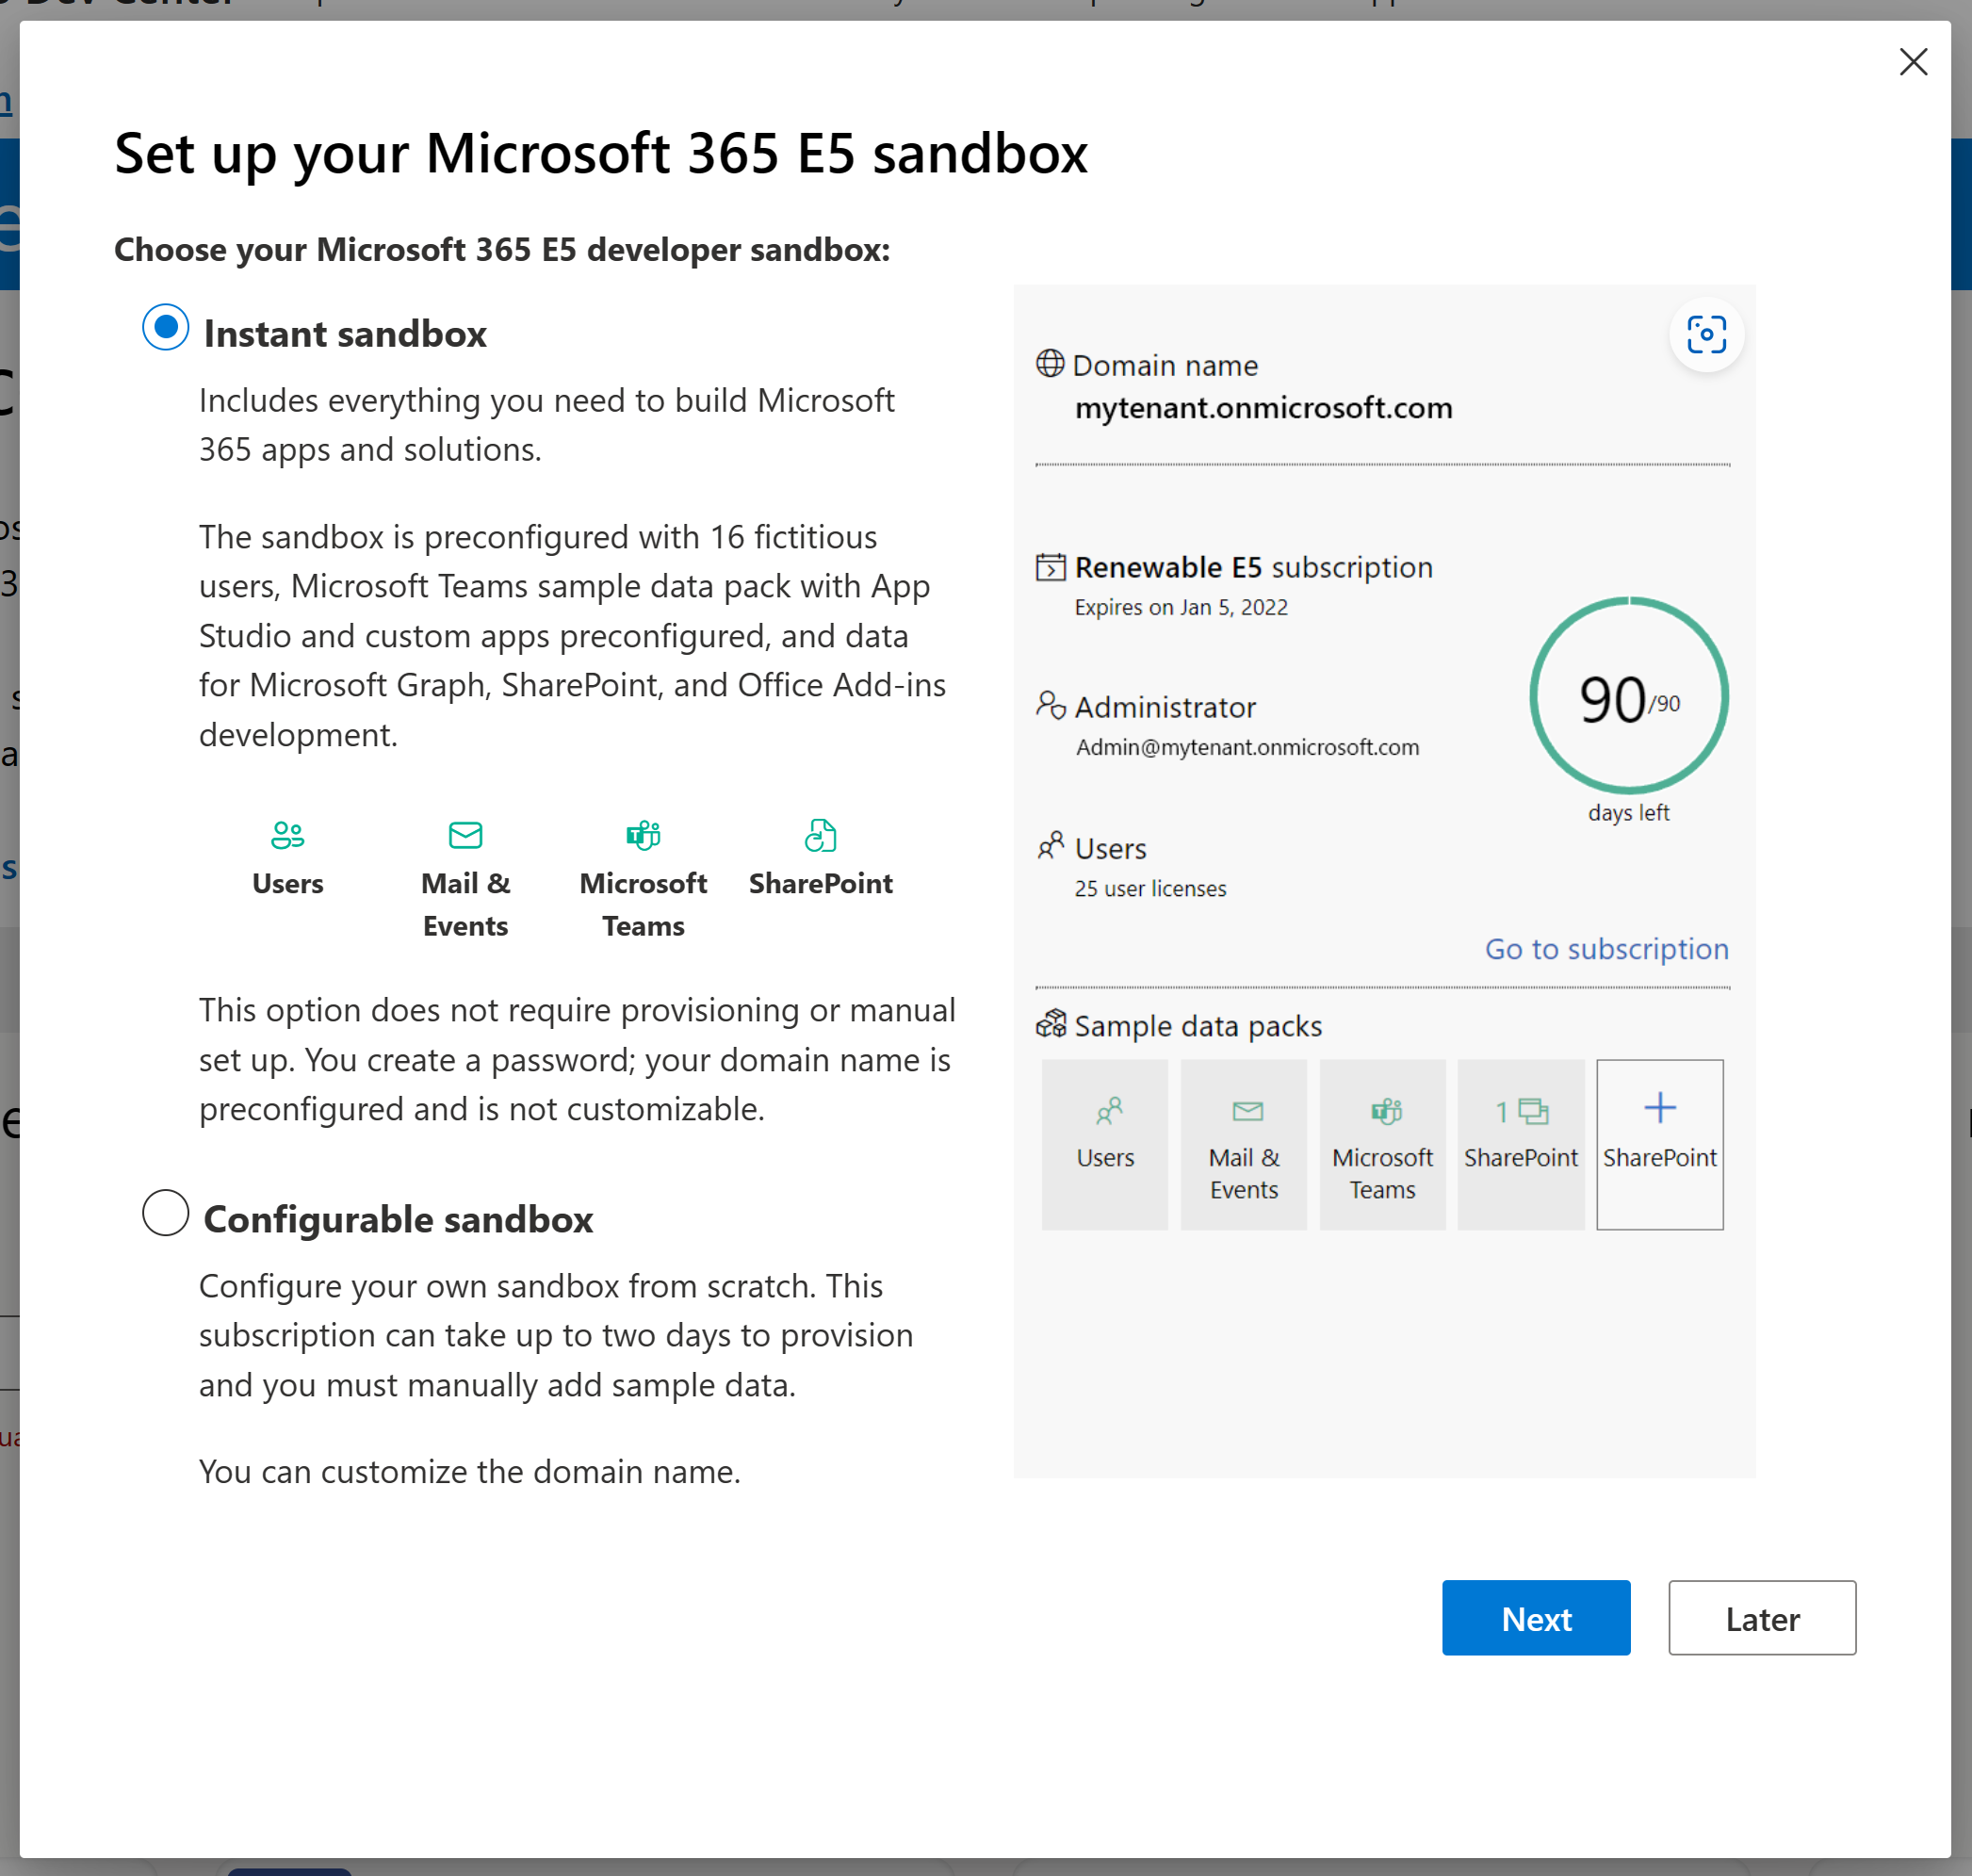 Set up your Microsoft 365 E5 sandbox
Choose your Microsoft 365 E5 developer sandbox:
Instant sandbox
Includes everything you need to build Microsoft
365 apps and solutions.
The sandbox is preconfigured with 16 fictitious
users, Microsoft Teams sample data pack with App
Studio and custom apps preconfigured, and data
for Microsoft Graph, SharePoint, and Office Add-ins
development.
Users
Mail &
Events
Microsoft
Teams
SharePoint
This option does not require provisioning or manual
set up. You create a password; your domain name is
preconfigured and is not customizable.
Configurable sandbox
Configure your own sandbox from scratch. This
subscription can take up to two days to provision
and you must manually add sample data.
You can customize the domain name.
Domain name
mytenant.onmicrosoft.com
Renewable E5 subscription
Expires on Jan 5, 2022
90/90
days left
Administrator
Admin@mytenant.onmicrosoft.com
Users
25 user licenses
Go to subscription
Sample data packs
Users
Mail &
Events
Microsoft
Teams
1
SharePoint
SharePoint
Next
Later